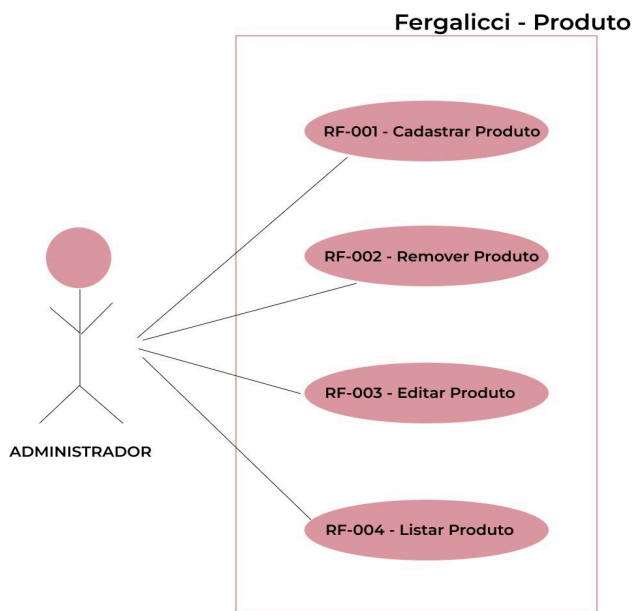 Fergalicci - Produto
RF-001 - Cadastrar Produto
RF-002 - Remover Produto
RF-003 - Editar Produto
ADMINISTRADOR
RF-004 - Listar Produto